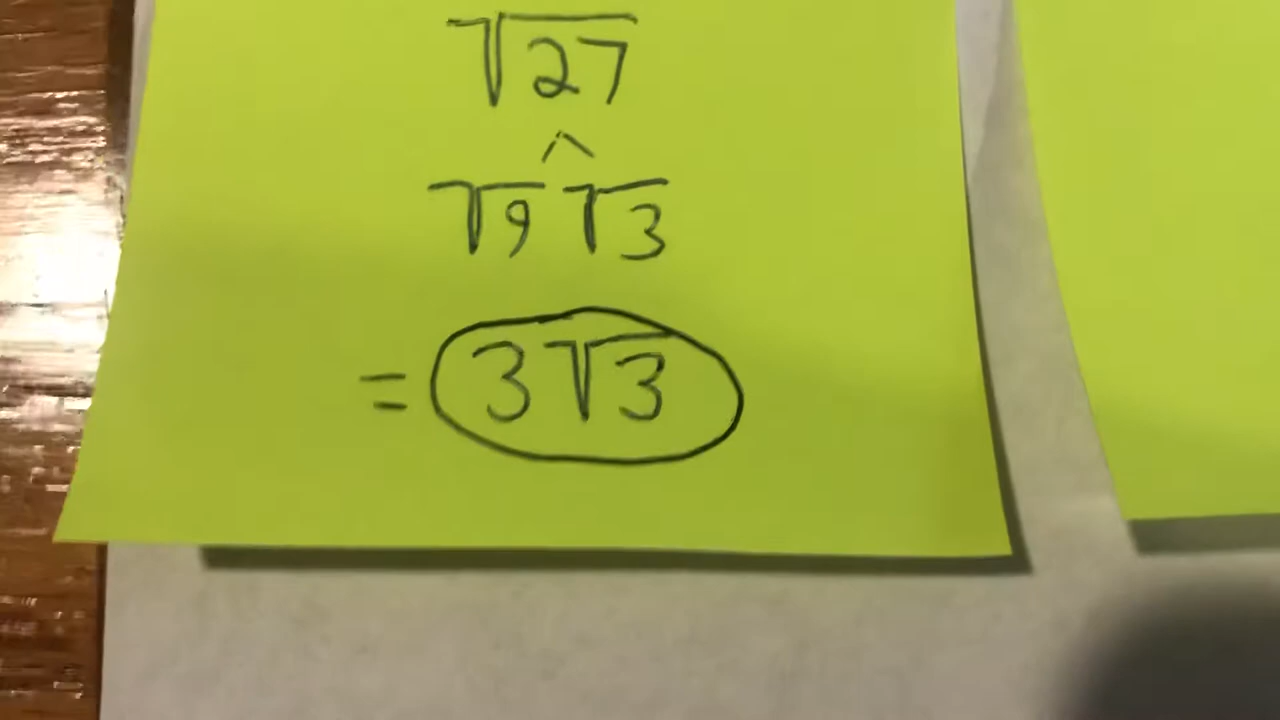 √27
^
√9 √3
= 3√3